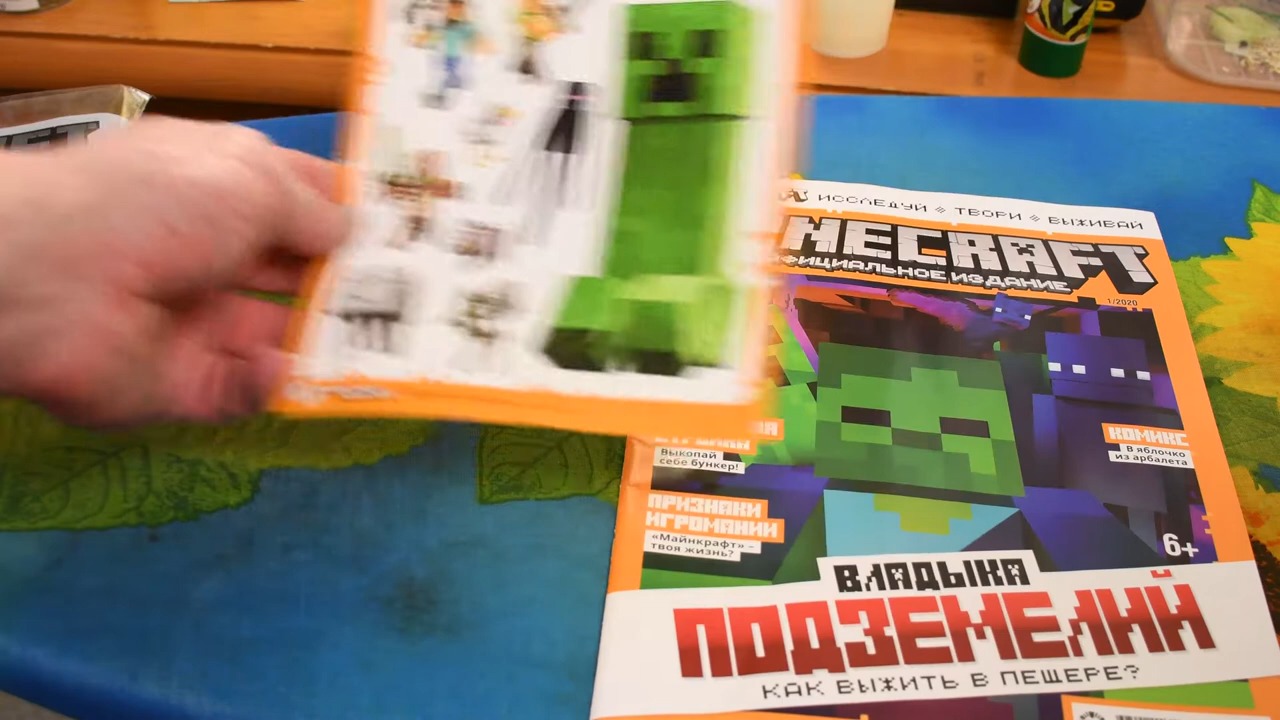 ИССЛЕДУЙ ТВОРИ ВЫЖИВАЙ
NECRAFT
ФИЦИАЛЬНОЕ ИЗДАНИЕ
1/2020
Выкопай
себе бункер!
КОМИКС
В яблочко
из арбалета
ПРИЗНАКИ
ИГРОМАНИИ
«Майнкрафт» –
твоя жизнь?
6+
ВЛАДЫКА
ПОДЗЕМЕЛИЙ
КАК ВЫЖИТЬ В ПЕЩЕРЕ?